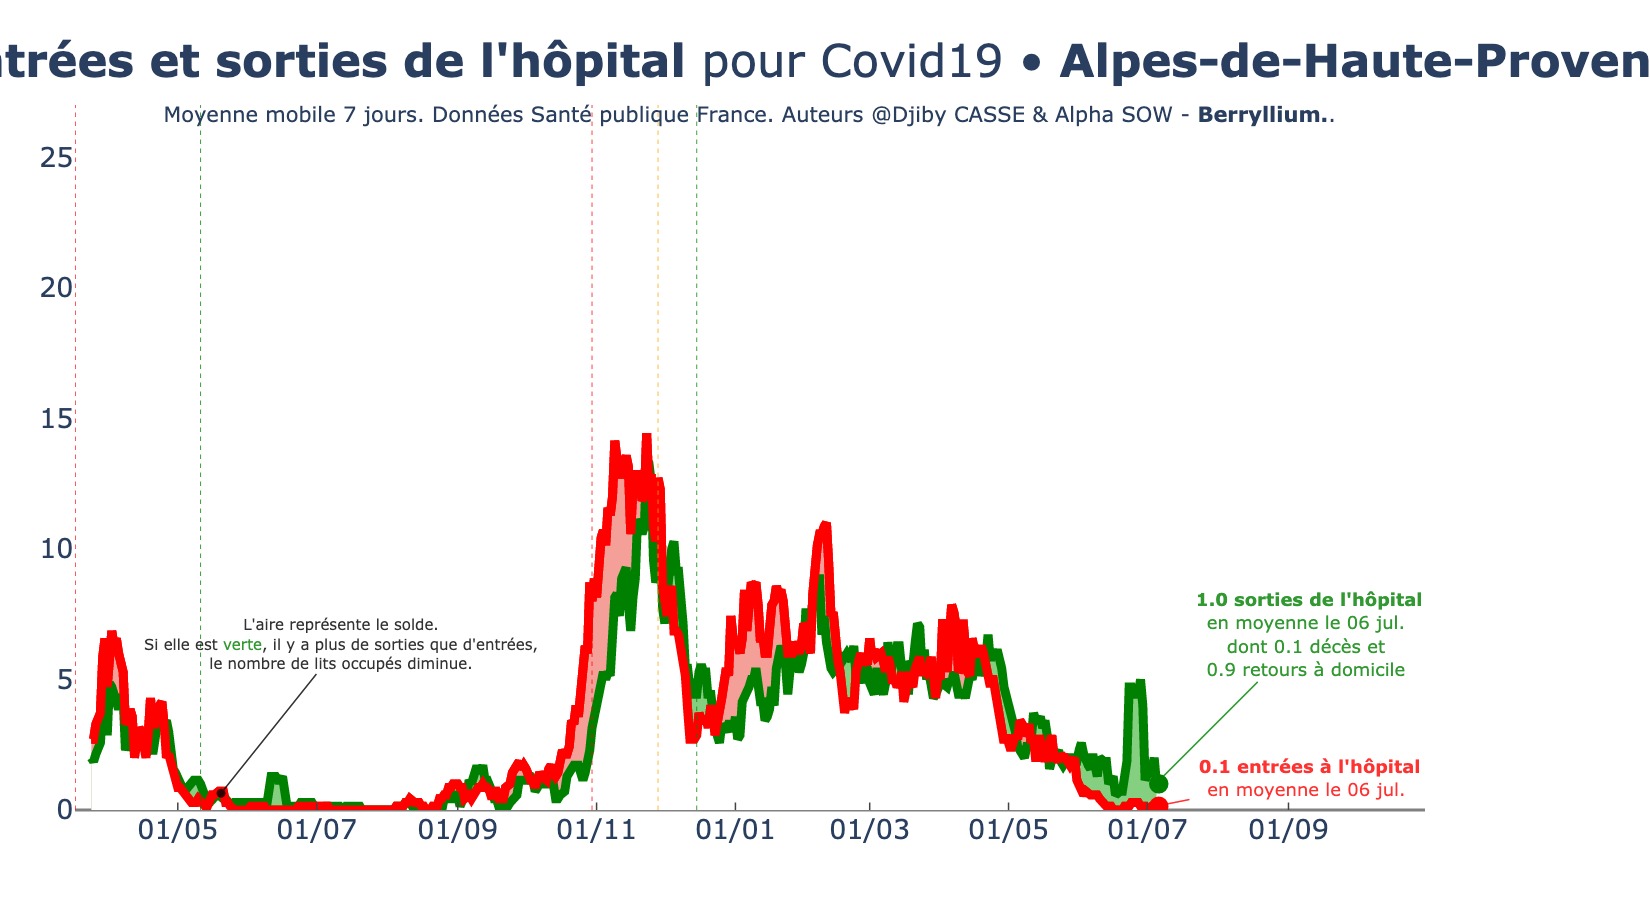 ntrées et sorties de l'hôpital pour Covid19 • Alpes-de-Haute-Proven
Moyenne mobile 7 jours. Données Santé publique France. Auteurs @Djiby CASSE & Alpha SOW - Berryllium..
25
20
15
10
5
0
L'aire représente le solde.
Si elle est verte, il y a plus de sorties que d'entrées,
le nombre de lits occupés diminue.
1.0 sorties de l'hôpital
en moyenne le 06 jul.
dont 0.1 décès et
0.9 retours à domicile
0.1 entrées à l'hôpital
en moyenne le 06 jul.
01/05 01/07 01/09 01/11 01/01 01/03 01/05 01/07 01/09